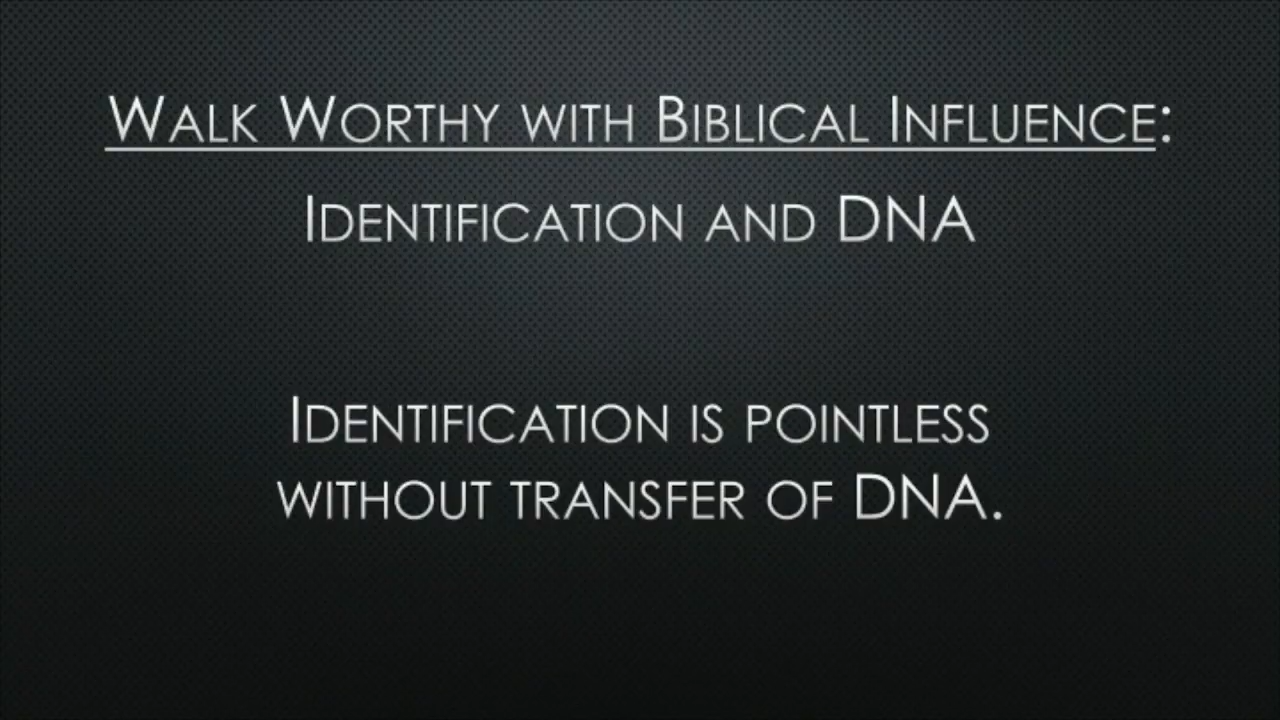 Walk Worthy with Biblical Influence:
Identification and DNA
Identification is pointless
without transfer of DNA.